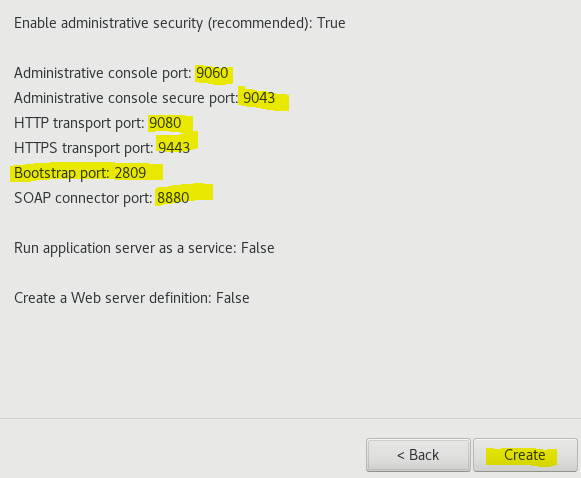 Enable administrative security (recommended): True
Administrative console port: 9060
Administrative console secure port: 9043
HTTP transport port: 9080
HTTPS transport port: 9443
Bootstrap port: 2809
SOAP connector port: 8880
Run application server as a service: False
Create a Web server definition: False
< Back
Create